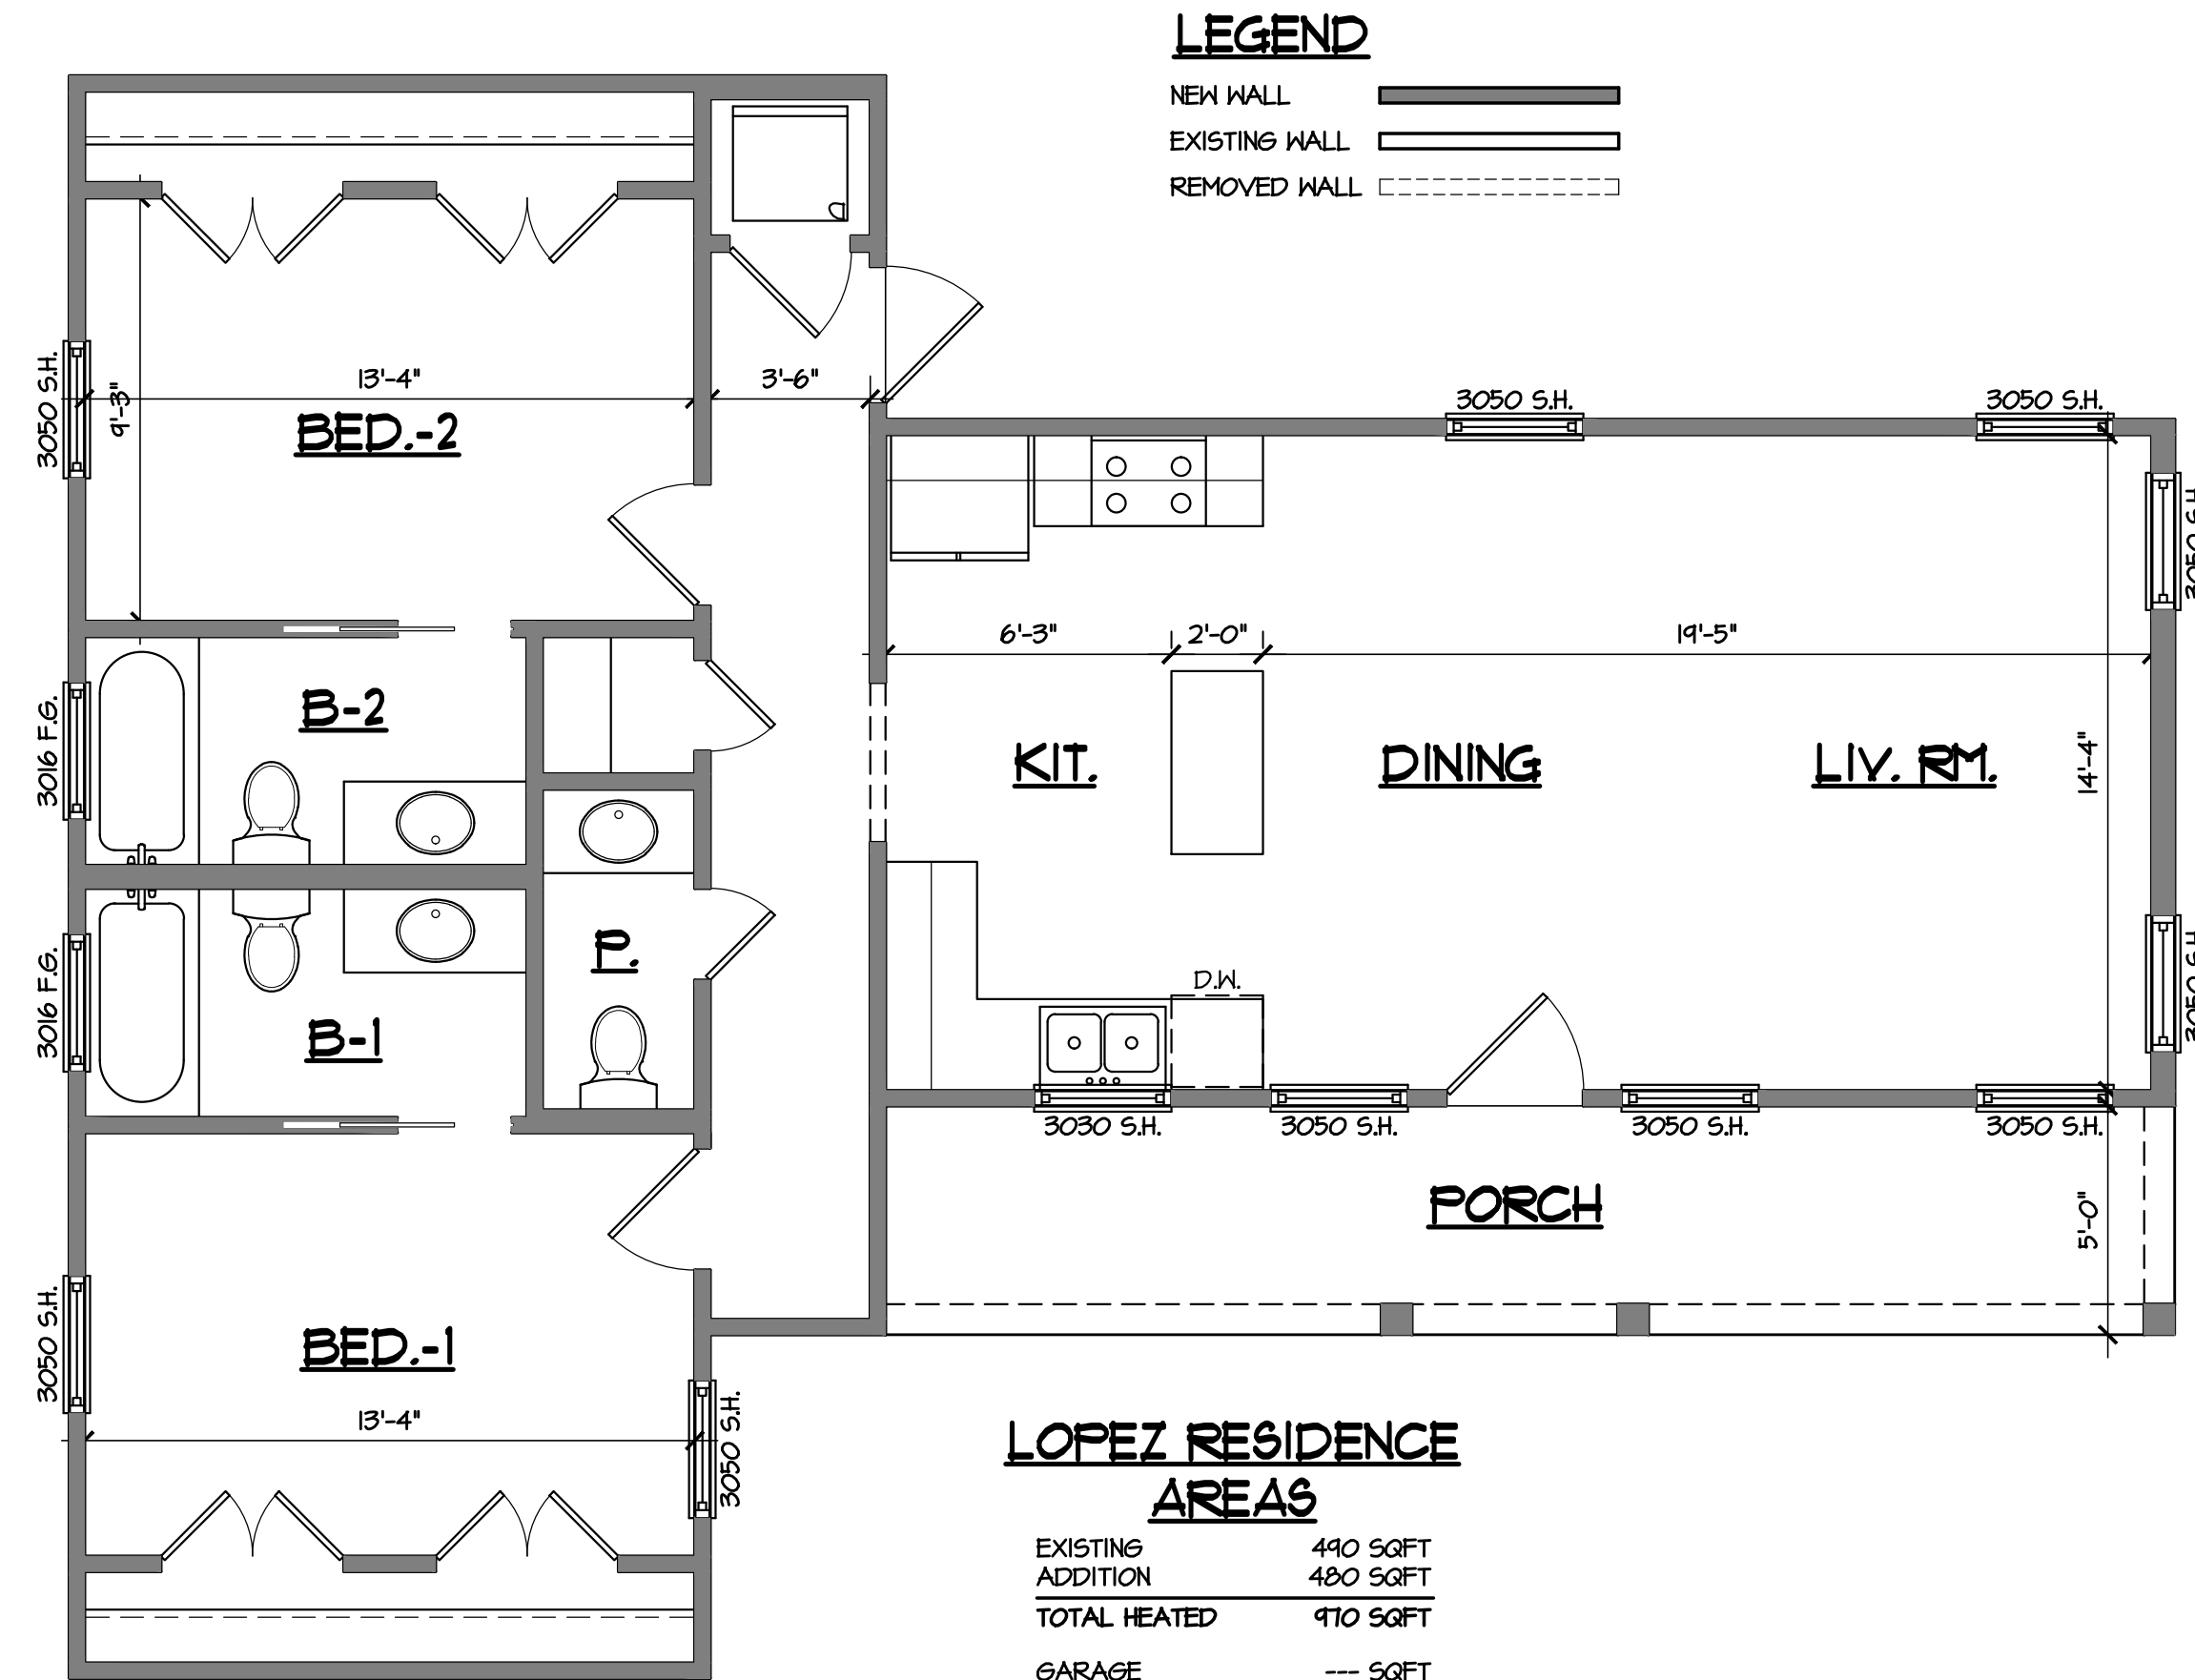 LEGEND
NEW WALL
EXISTING WALL
REMOVED WALL
3050 S.H.
9'-3"
13'-4"
3'-6"
BED.-2
3050 S.H.
3050 S.H.
3050 S.H.
6'-3"
2'-0"
19'-5"
3016 F.G.
B-2
KIT.
DINING
LIV. RM.
14'-4"
P.
3016 F.G.
B-1
D.W.
3050 S.H.
3030 S.H.
3050 S.H.
3050 S.H.
3050 S.H.
PORCH
5'-0"
3050 S.H.
BED.-1
13'-4"
3050 S.H.
LOPEZ RESIDENCE
AREAS
EXISTING 490 SQFT
ADDITION 480 SQFT
TOTAL HEATED 970 SQFT
GARAGE --- SQFT